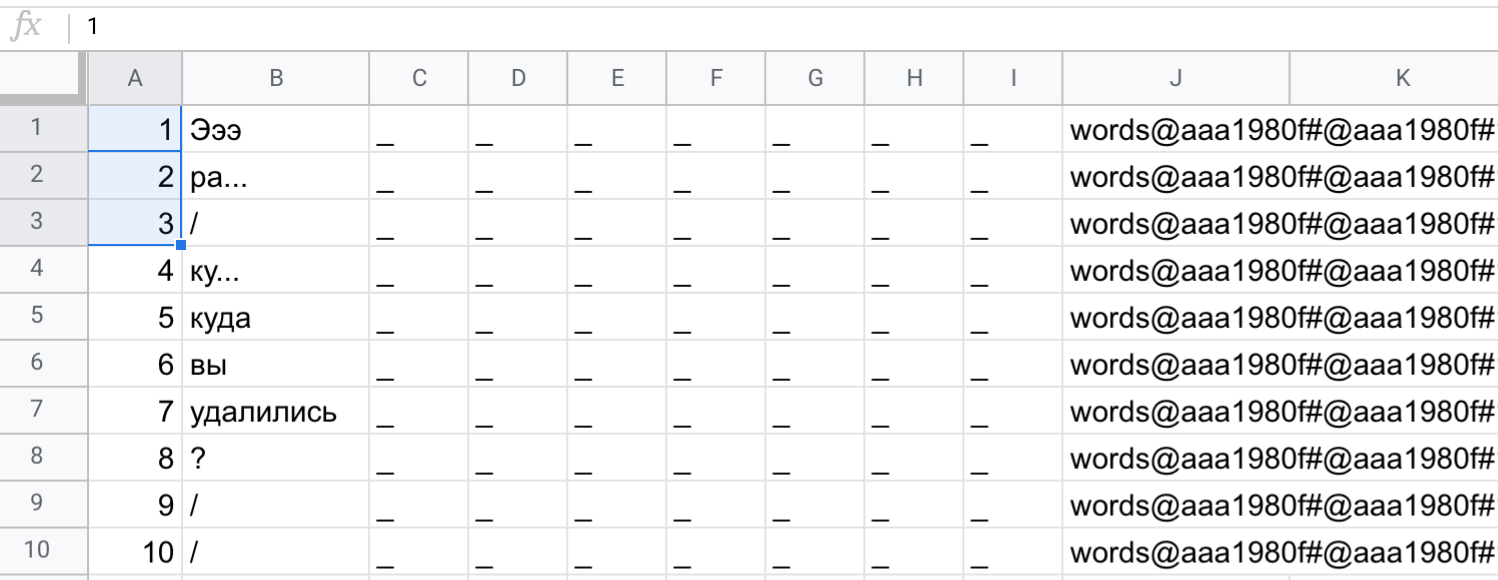 fx 1
A B C D E F G H I J K
1 1 Эээ _ _ _ _ _ _ _ words@aaa1980f#@aaa1980f#
2 2 ра... _ _ _ _ _ _ _ words@aaa1980f#@aaa1980f#
3 3 / _ _ _ _ _ _ _ words@aaa1980f#@aaa1980f#
4 4 ку... _ _ _ _ _ _ _ words@aaa1980f#@aaa1980f#
5 5 куда _ _ _ _ _ _ _ words@aaa1980f#@aaa1980f#
6 6 вы _ _ _ _ _ _ _ words@aaa1980f#@aaa1980f#
7 7 удалились _ _ _ _ _ _ _ words@aaa1980f#@aaa1980f#
8 8 ? _ _ _ _ _ _ _ words@aaa1980f#@aaa1980f#
9 9 / _ _ _ _ _ _ _ words@aaa1980f#@aaa1980f#
10 10 / _ _ _ _ _ _ _ words@aaa1980f#@aaa1980f#